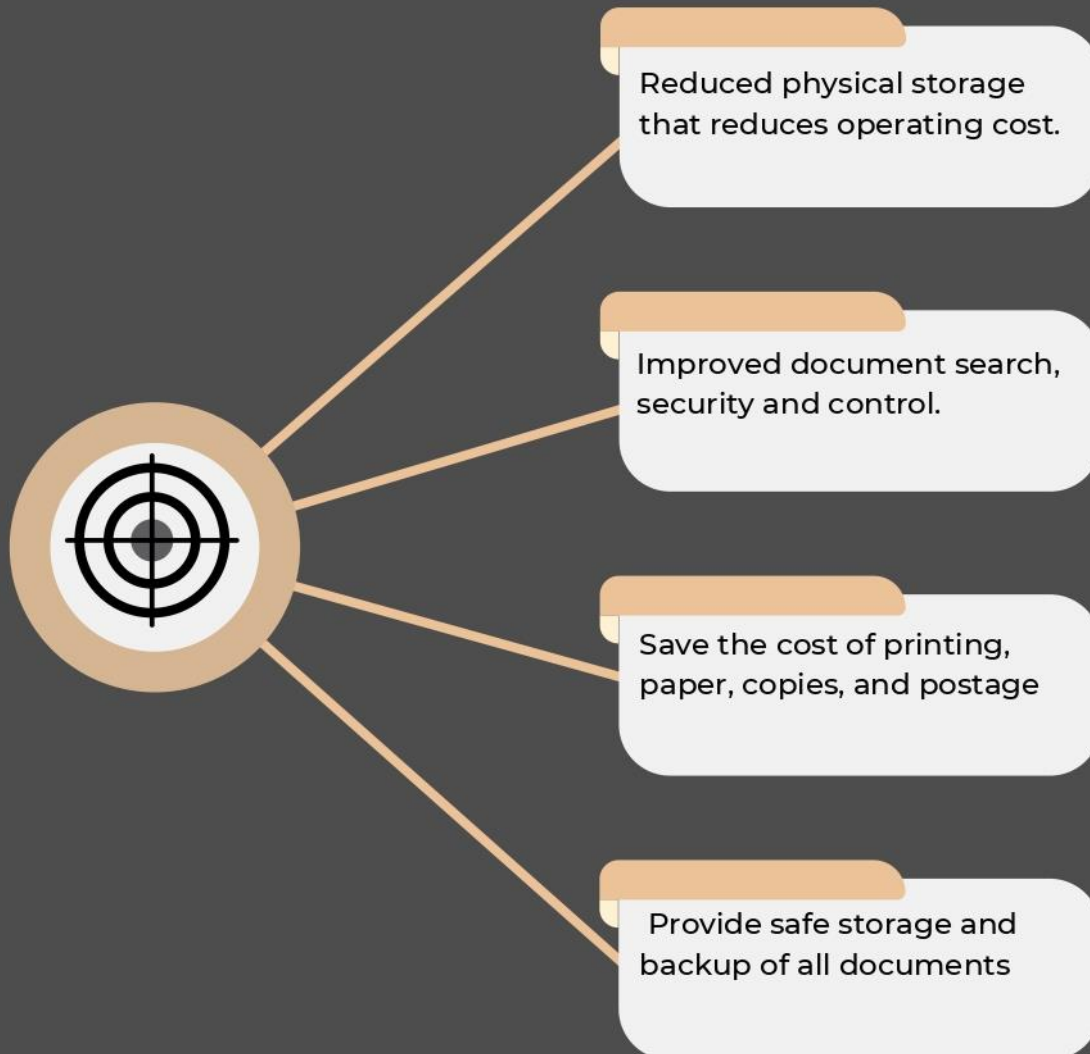 Reduced physical storage
that reduces operating cost.
Improved document search,
security and control.
Save the cost of printing,
paper, copies, and postage
Provide safe storage and
backup of all documents